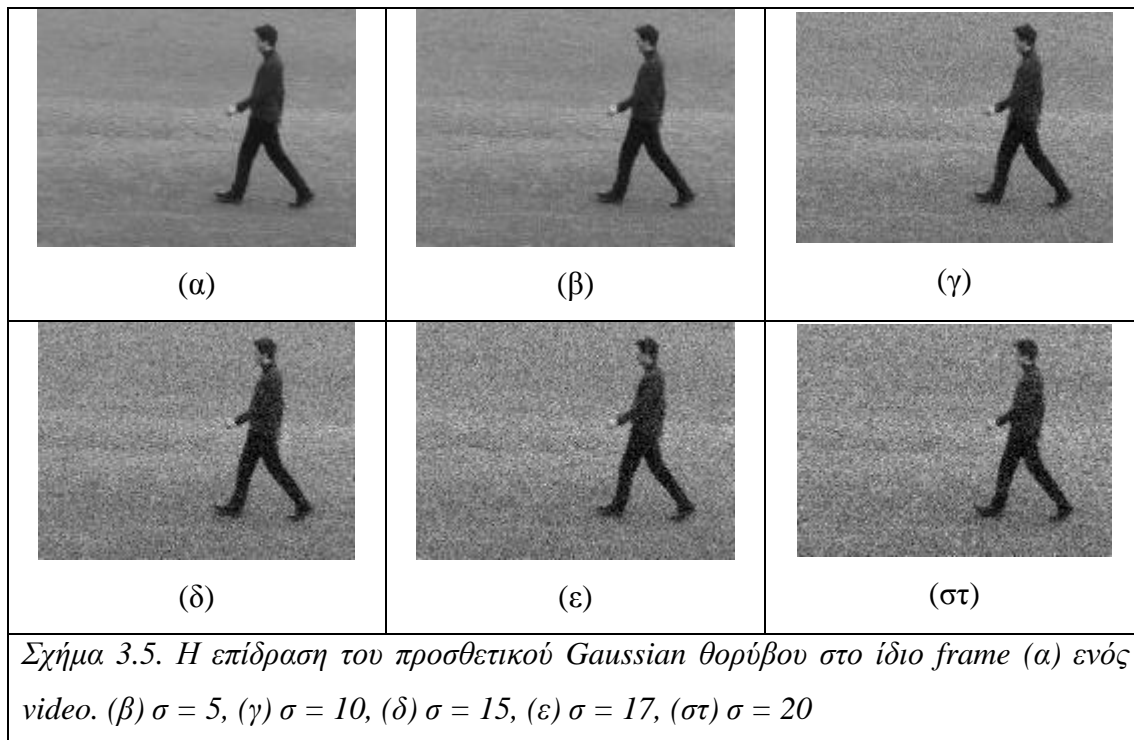 (α)
(β)
(γ)
(δ)
(ε)
(στ)
Σχήμα 3.5. Η επίδραση του προσθετικού Gaussian θορύβου στο ίδιο frame (α) ενός
video. (β) σ = 5, (γ) σ = 10, (δ) σ = 15, (ε) σ = 17, (στ) σ = 20